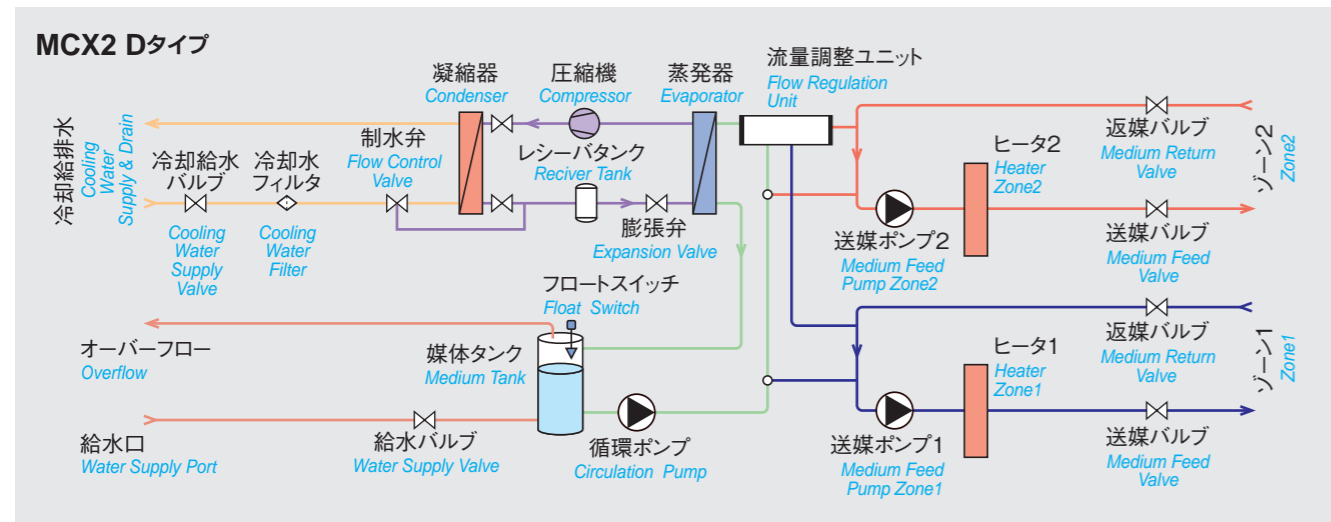 MCX2 Dタイプ
冷却給排水
Cooling
Water
Supply & Drain
冷却給水
バルブ
Cooling
Water
Supply
Valve
冷却水
フィルタ
Cooling
Water
Filter
制水弁
Flow Control
Valve
凝縮器
Condenser
圧縮機
Compressor
レシーバタンク
Reciver Tank
蒸発器
Evaporator
膨張弁
Expansion Valve
流量調整ユニット
Flow Regulation
Unit
返媒バルブ
Medium Return
Valve
ヒータ2
Heater
Zone2
送媒ポンプ2
Medium Feed
Pump Zone2
送媒バルブ
Medium Feed
Valve
ゾーン2
Zone2
フロートスイッチ
Float Switch
オーバーフロー
Overflow
媒体タンク
Medium Tank
給水口
Water Supply Port
給水バルブ
Water Supply Valve
循環ポンプ
Circulation Pump
返媒バルブ
Medium Return
Valve
ヒータ1
Heater
Zone1
送媒ポンプ1
Medium Feed
Pump Zone1
送媒バルブ
Medium Feed
Valve
ゾーン1
Zone1